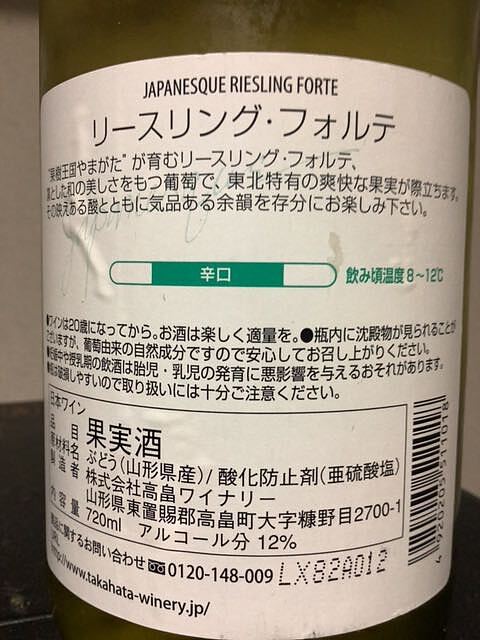 JAPANESQUE RIESLING FORTE
リースリング・フォルテ
"果樹王国やまがた"が育むリースリング・フォルテ、
凛とした和の美しさをもつ葡萄で、東北特有の爽快な果実が際立ちます。
その映える酸とともに気品ある余韻を存分にお楽しみ下さい。
辛口 飲み頃温度8〜12℃
●ワインは20歳になってから。お酒は楽しく適量を。●瓶内に沈殿物が見られることが
ございますが、葡萄由来の自然成分ですので安心してお召し上がりください。
●妊娠中や授乳期の飲酒は胎児・乳児の発育に悪影響を与えるおそれがあります。
●瓶は破損しやすいので取り扱いには十分ご注意ください。
日本ワイン
品目 果実酒
原材料名 ぶどう(山形県産)/酸化防止剤(亜硫酸塩)
製造者 株式会社高畠ワイナリー
山形県東置賜郡高畠町大字糠野目2700-1
内容量 720ml アルコール分 12%
商品に関するお問い合わせ 0120-148-009 LX82A012
URL http://www.takahata-winery.jp/
4920205511018